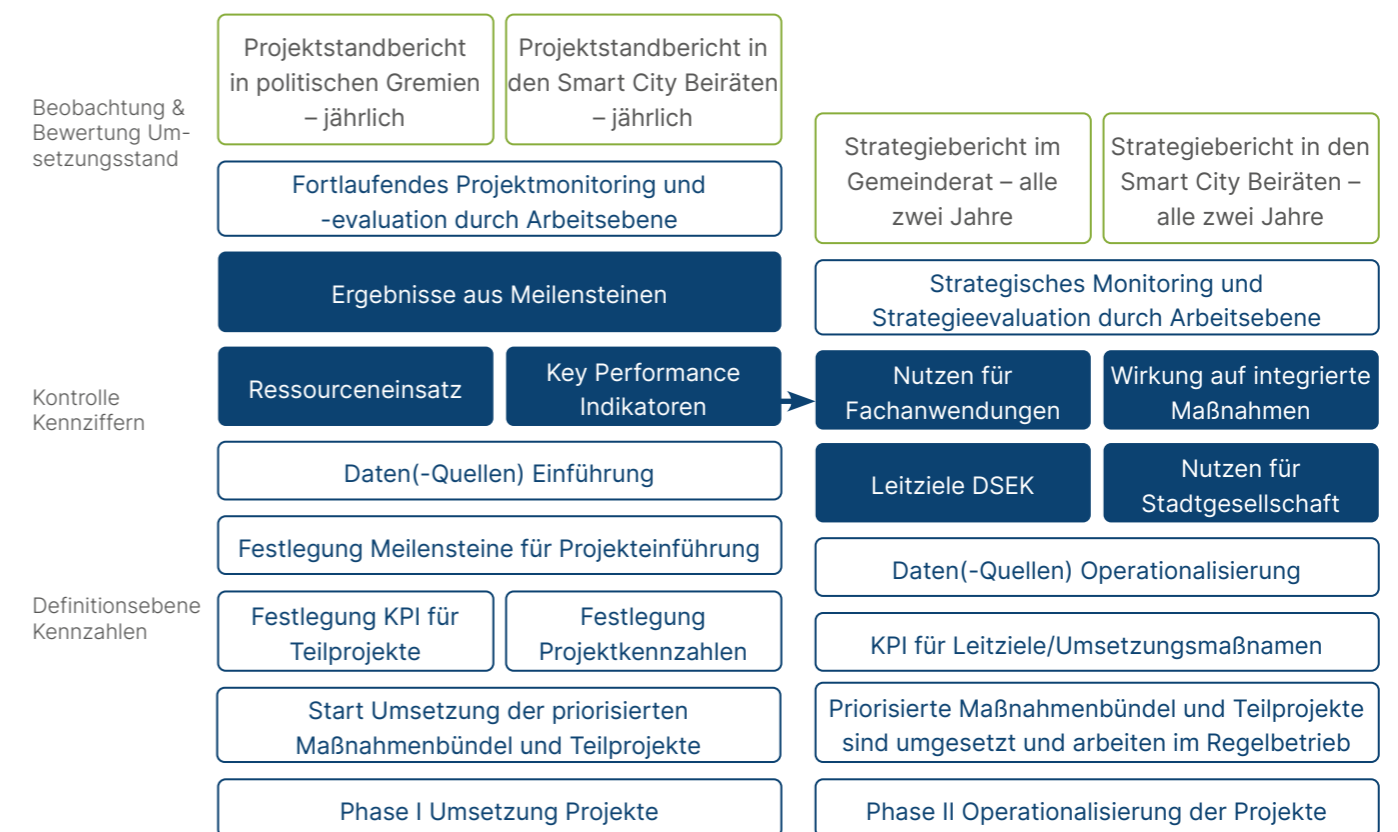 Beobachtung &
Bewertung Um-
setzungsstand
Projektstandbericht
in politischen Gremien
– jährlich
Projektstandbericht in
den Smart City Beiräten
– jährlich
Fortlaufendes Projektmonitoring und
-evaluation durch Arbeitsebene
Ergebnisse aus Meilensteinen
Kontrolle
Kennziffern
Ressourceneinsatz
Key Performance
Indikatoren
Daten(-Quellen) Einführung
Festlegung Meilensteine für Projekteinführung
Definitionsebene
Kennzahlen
Festlegung KPI für
Teilprojekte
Festlegung
Projektkennzahlen
Start Umsetzung der priorisierten
Maßnahmenbündel und Teilprojekte
Phase I Umsetzung Projekte
Strategiebericht im
Gemeinderat – alle
zwei Jahre
Strategiebericht in den
Smart City Beiräten –
alle zwei Jahre
Strategisches Monitoring und
Strategieevaluation durch Arbeitsebene
Nutzen für
Fachanwendungen
Wirkung auf integrierte
Maßnahmen
Leitziele DSEK
Nutzen für
Stadtgesellschaft
Daten(-Quellen) Operationalisierung
KPI für Leitziele/Umsetzungsmaßnamen
Priorisierte Maßnahmenbündel und Teilprojekte
sind umgesetzt und arbeiten im Regelbetrieb
Phase II Operationalisierung der Projekte